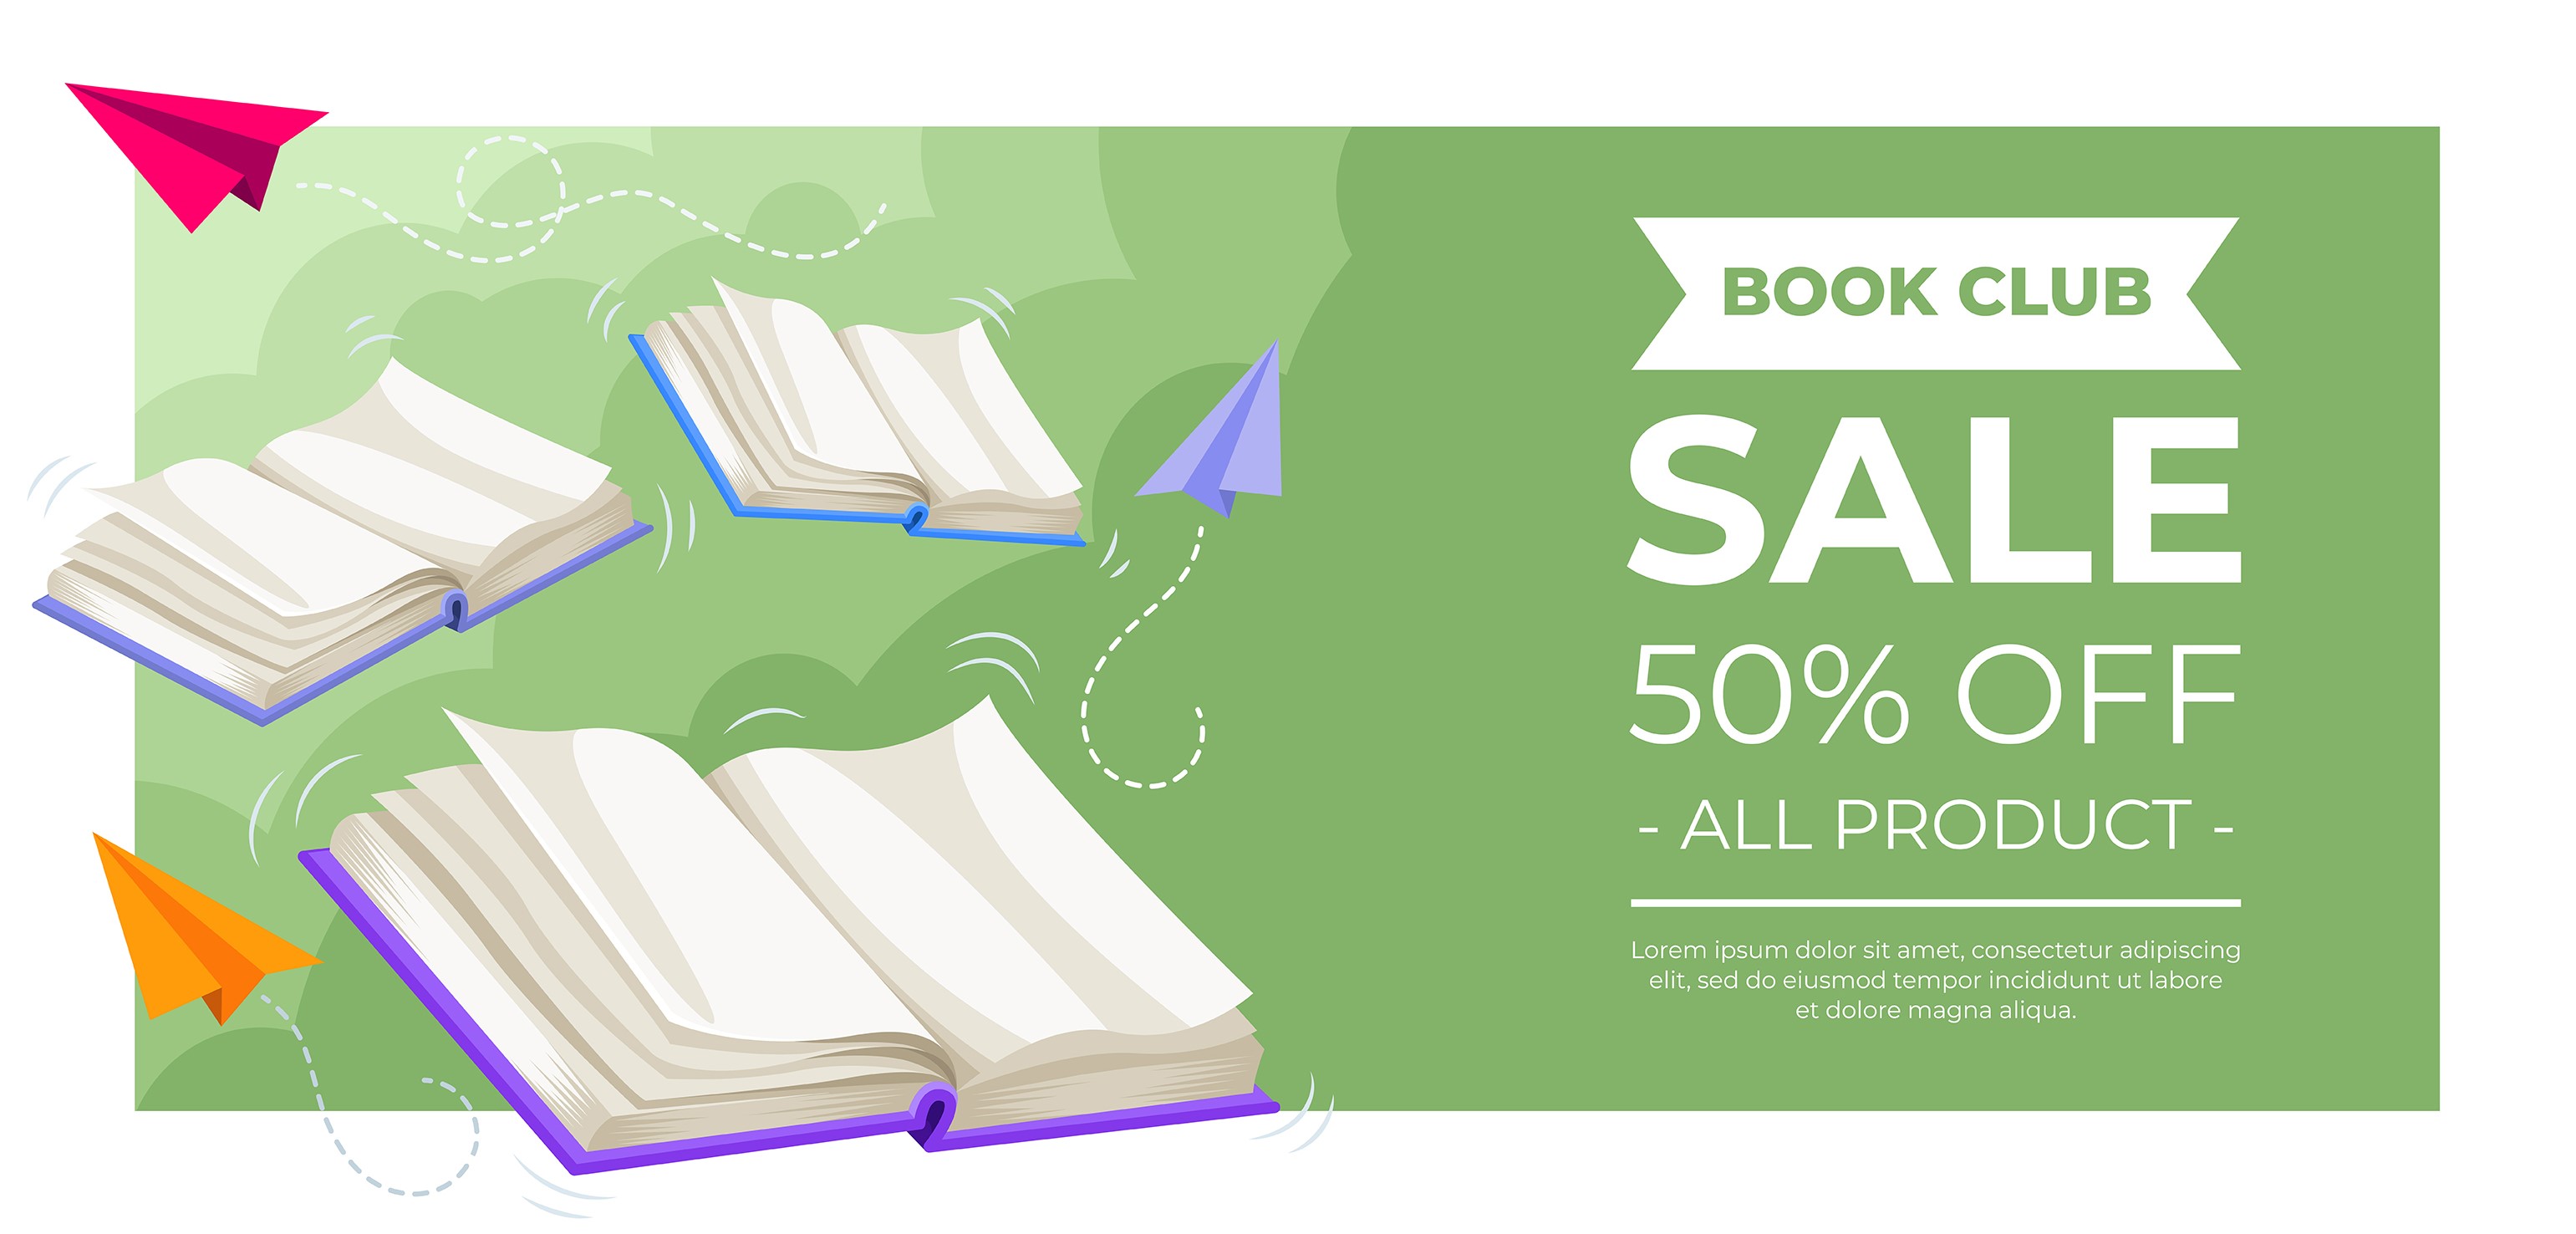 BOOK CLUB
SALE
50% OFF
- ALL PRODUCT -
Lorem ipsum dolor sit amet, consectetur adipiscing
elit, sed do eiusmod tempor incididunt ut labore
et dolore magna aliqua.